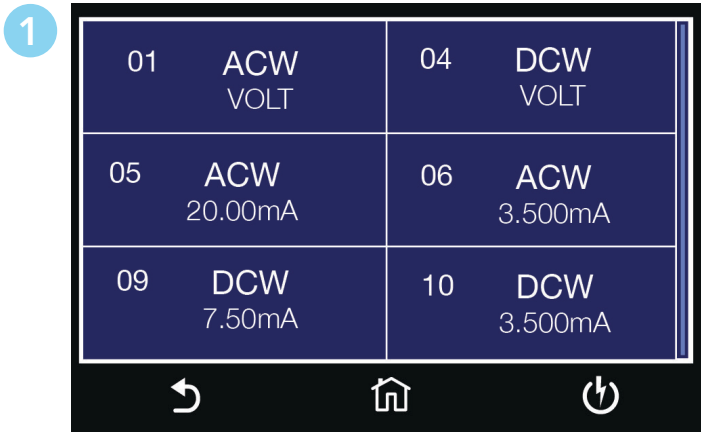 1
01 ACW
VOLT
04 DCW
VOLT
05 ACW
20.00mA
06 ACW
3.500mA
09 DCW
7.50mA
10 DCW
3.500mA